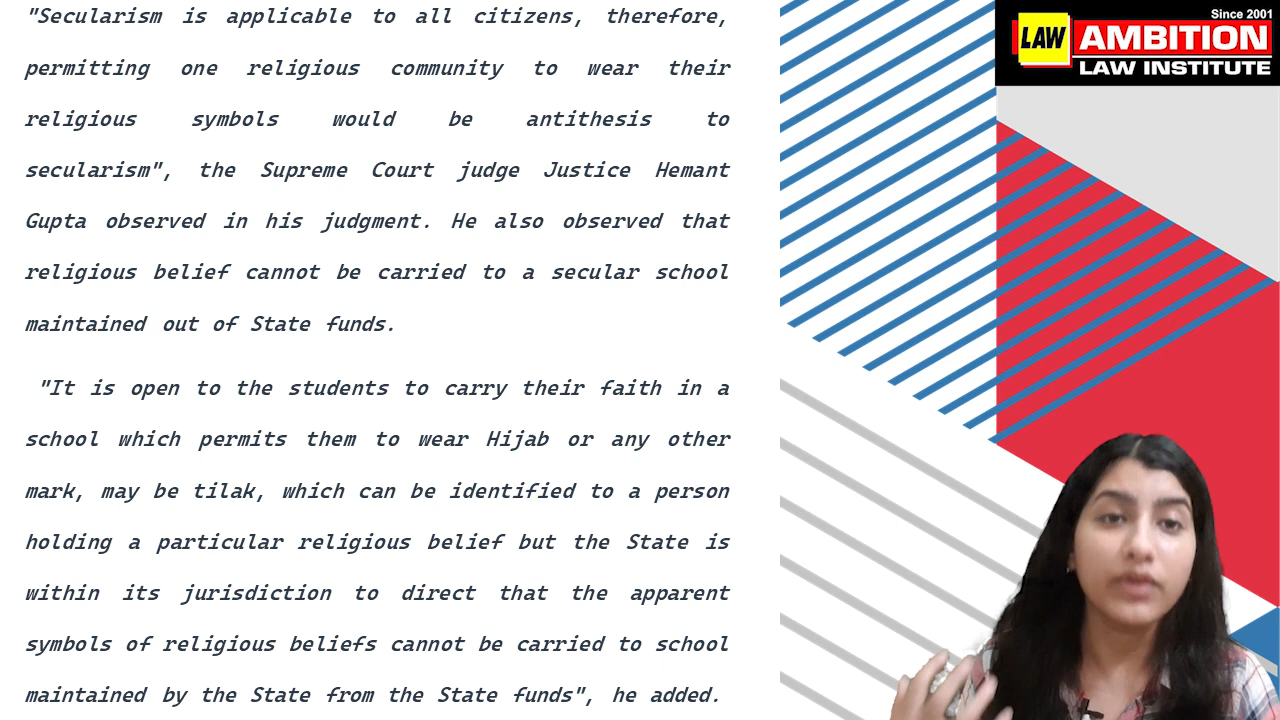 "Secularism is applicable to all citizens, therefore,
permitting one religious community to wear their
religious symbols would be antithesis to
secularism", the Supreme Court judge Justice Hemant
Gupta observed in his judgment. He also observed that
religious belief cannot be carried to a secular school
maintained out of State funds.
"It is open to the students to carry their faith in a
school which permits them to wear Hijab or any other
mark, may be tilak, which can be identified to a person
holding a particular religious belief but the State is
within its jurisdiction to direct that the apparent
symbols of religious beliefs cannot be carried to school
maintained by the State from the State funds", he added.
Since 2001
LAW AMBITION
LAW INSTITUTE